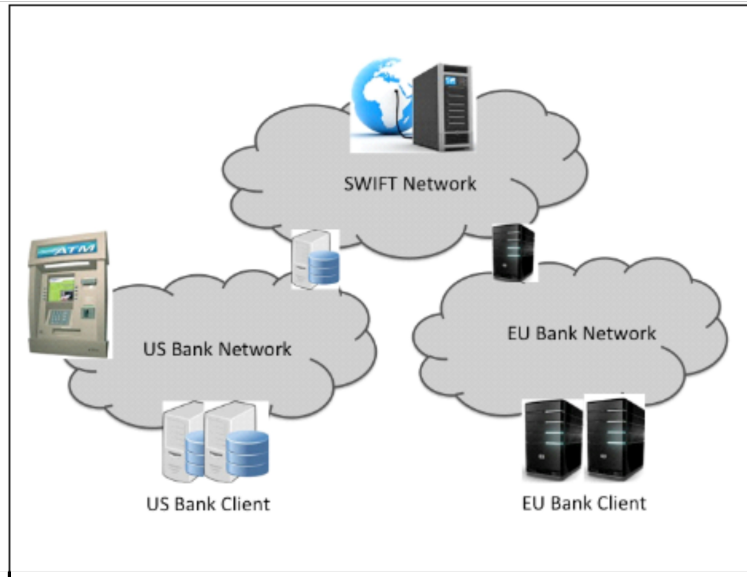 SWIFT Network
ATM
US Bank Network
EU Bank Network
US Bank Client
EU Bank Client